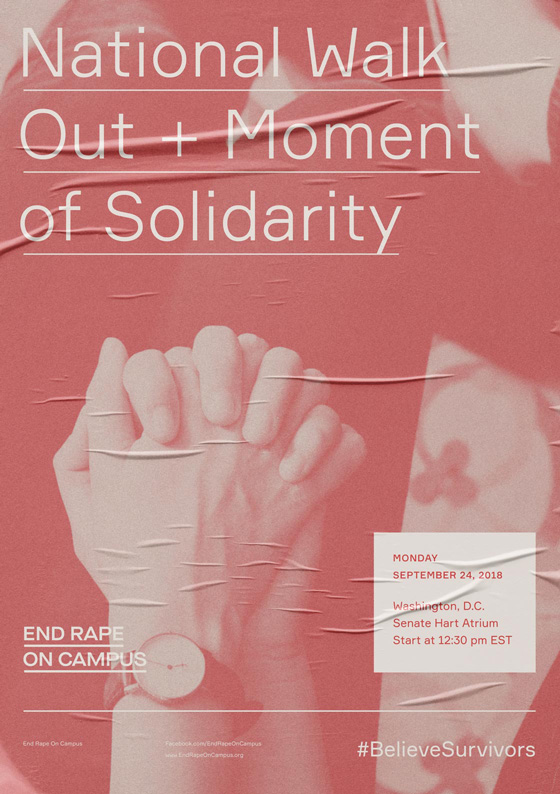 National Walk
Out + Moment
of Solidarity
MONDAY
SEPTEMBER 24, 2018
Washington, D.C.
Senate Hart Atrium
Start at 12:30 pm EST
END RAPE
ON CAMPUS
End Rape On Campus
Facebook.com/EndRapeOnCampus
www.EndRapeOnCampus.org
#BelieveSurvivors